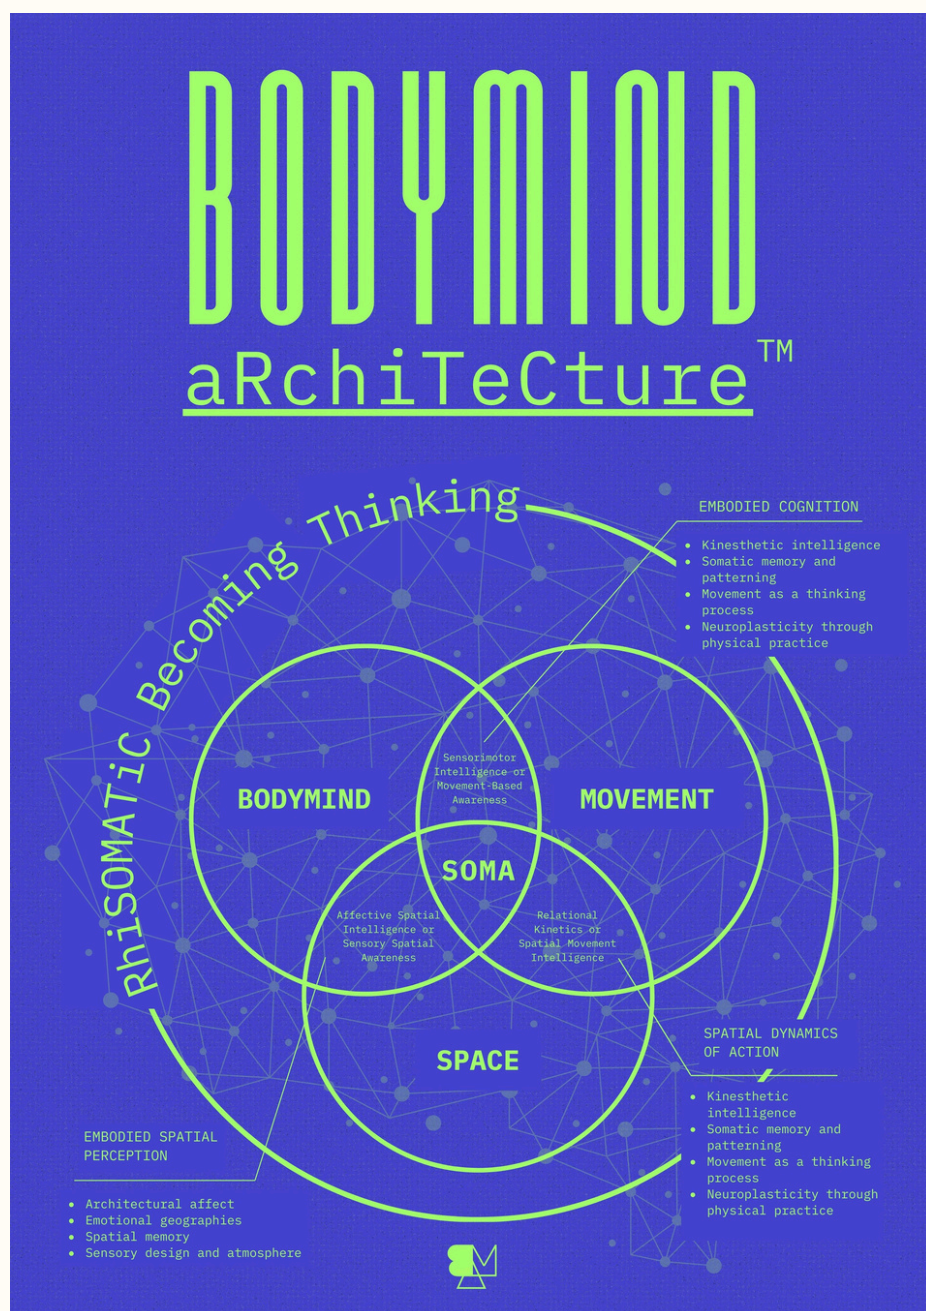 BODYMIND
aRchiTeCture™
RhiSOMATiC Becoming Thinking
EMBODIED COGNITION
• Kinesthetic intelligence
• Somatic memory and
patterning
• Movement as a thinking
process
• Neuroplasticity through
physical practice
Sensorimotor
Intelligence or
Movement-Based
Awareness
BODYMIND
MOVEMENT
SOMA
Affective Spatial
Intelligence or
Sensory Spatial
Awareness
Relational
Kinetics or
Spatial Movement
Intelligence
SPACE
SPATIAL DYNAMICS
OF ACTION
• Kinesthetic
intelligence
• Somatic memory and
patterning
• Movement as a thinking
process
• Neuroplasticity through
physical practice
EMBODIED SPATIAL
PERCEPTION
• Architectural affect
• Emotional geographies
• Spatial memory
• Sensory design and atmosphere